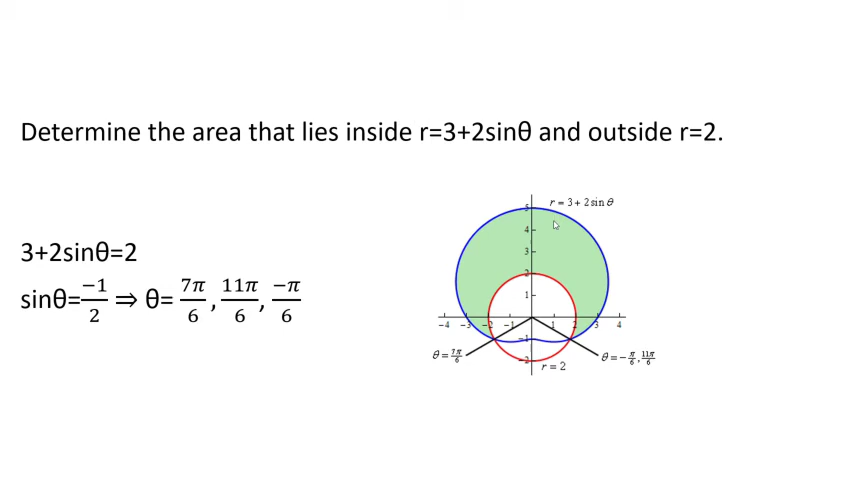 Determine the area that lies inside r=3+2sinθ and outside r=2.
3+2sinθ=2
sinθ=−1/2 ⇒ θ= 7π/6 , 11π/6 , −π/6
r = 3 + 2 sin θ
5
4
3
2
1
−4 −3 −2 −1 1 2 3 4
−1
−2
θ = 7π/6
θ = − π/6 , 11π/6
r = 2